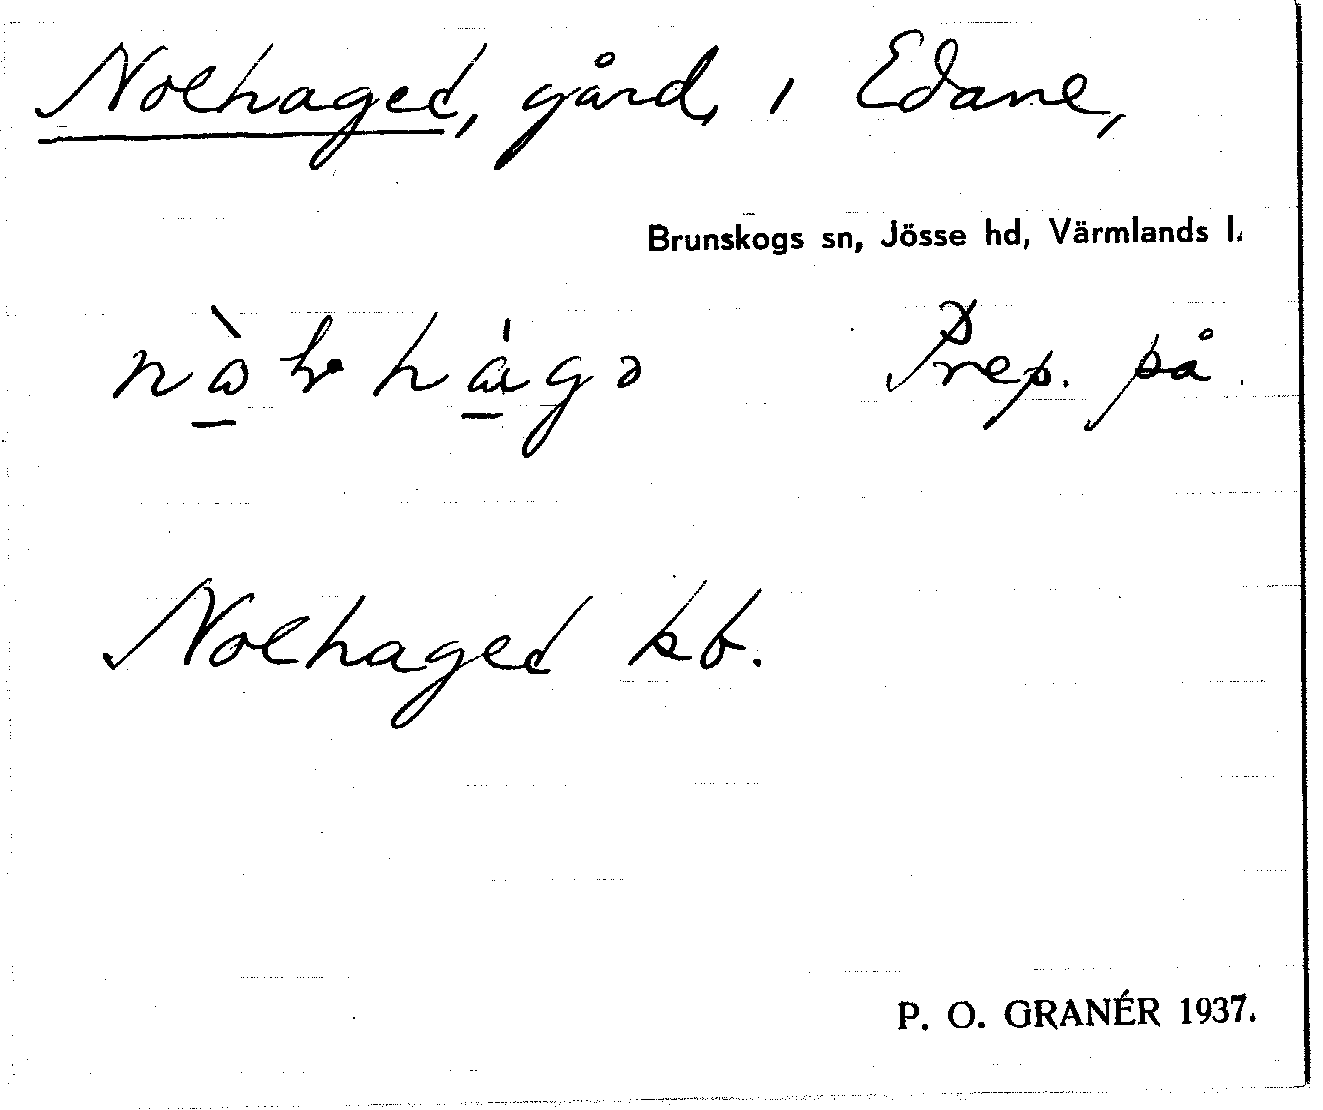 Nolhaged, gård, i Edane,
Brunskogs sn, Jösse hd, Värmlands l.
Prep. på.
Nolhaged kb.
P. O. GRANÉR 1937.